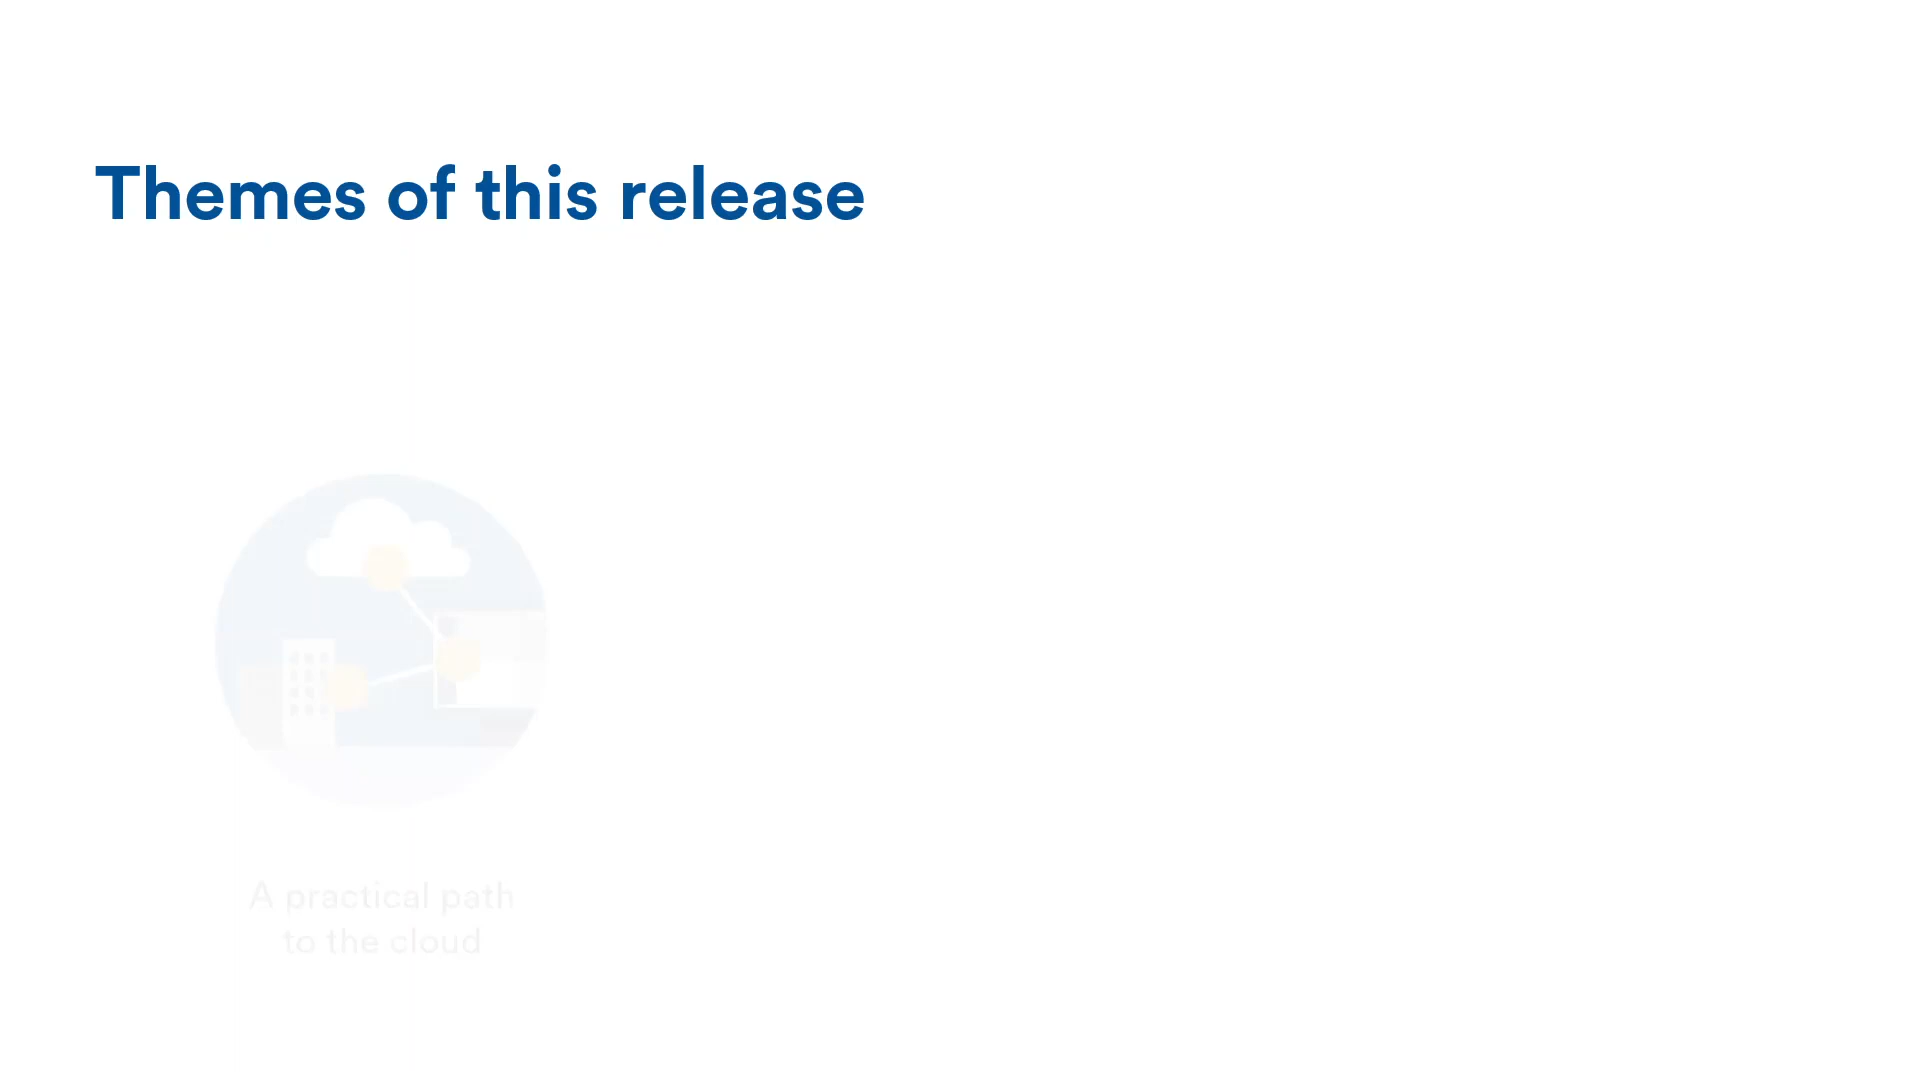 Themes of this release
A practical path
to the cloud